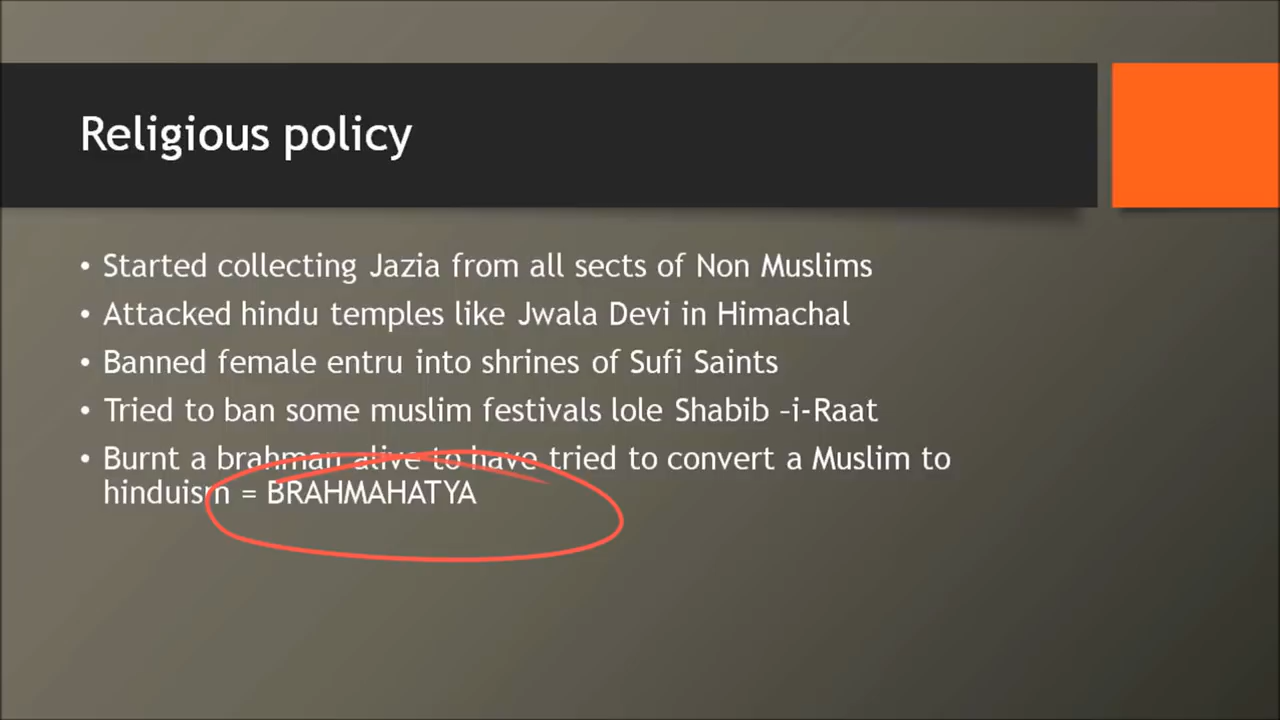 Religious policy
• Started collecting Jazia from all sects of Non Muslims
• Attacked hindu temples like Jwala Devi in Himachal
• Banned female entru into shrines of Sufi Saints
• Tried to ban some muslim festivals lole Shabib –i-Raat
• Burnt a brahman alive to have tried to convert a Muslim to
hinduism = BRAHMAHATYA